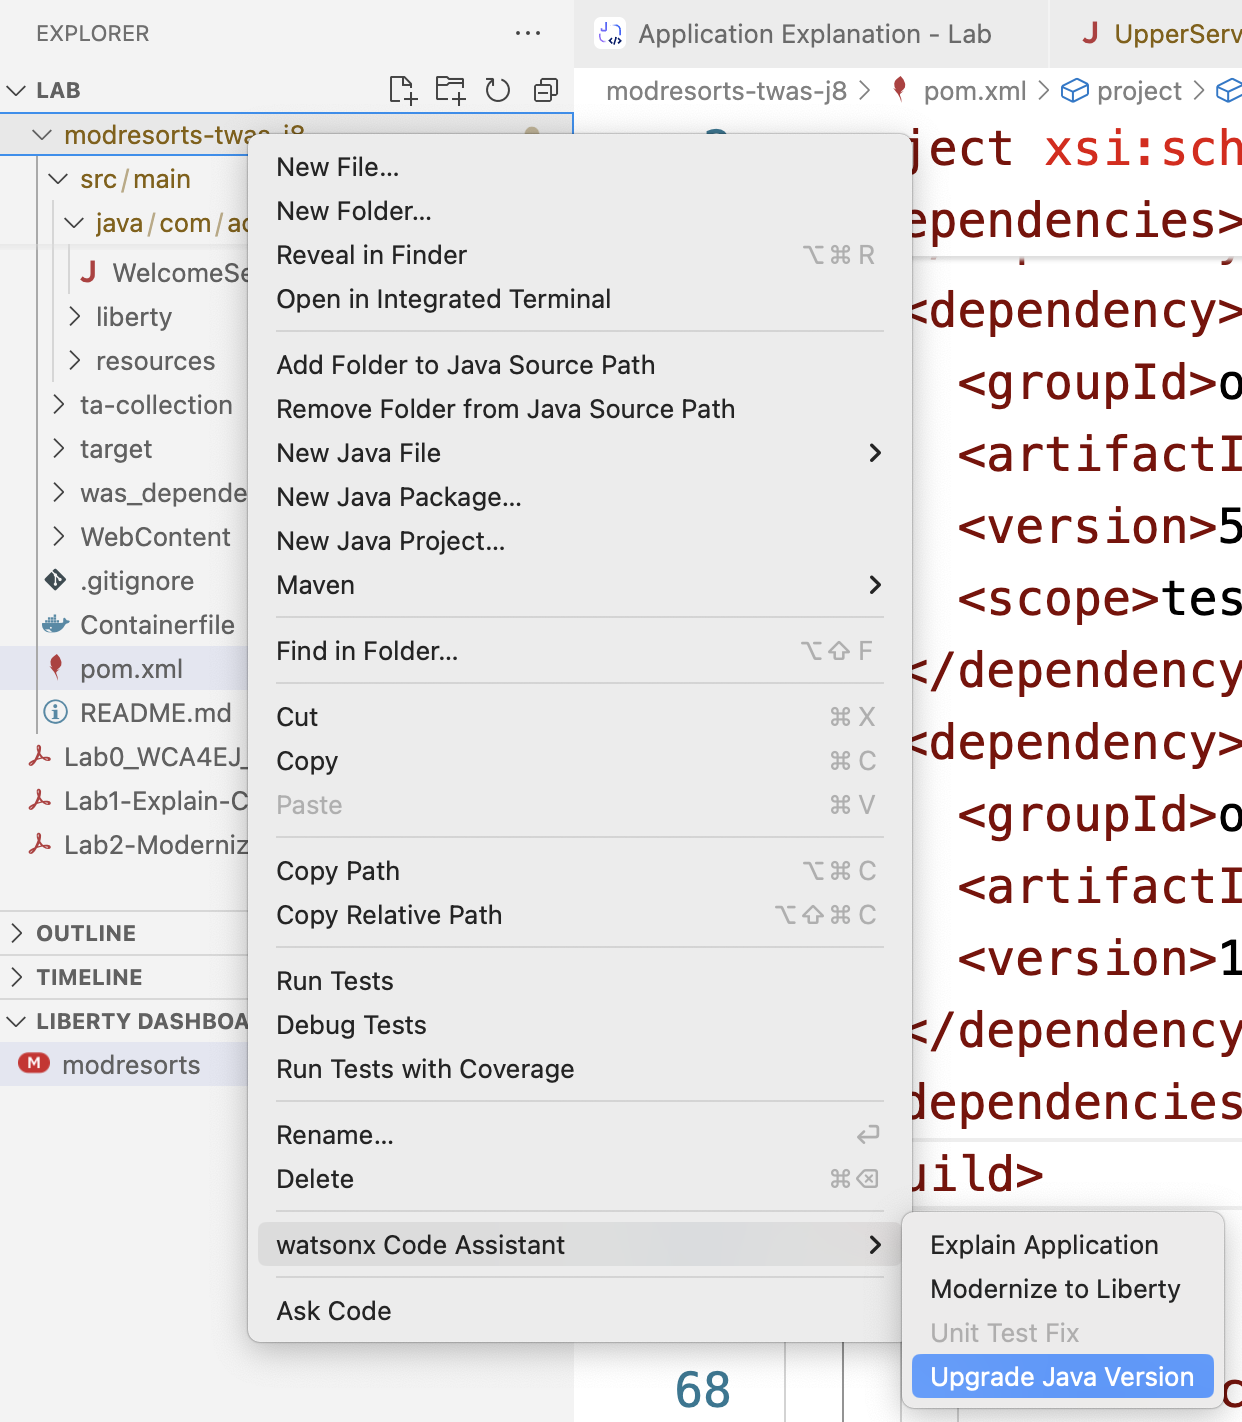 EXPLORER
LAB
modresorts-twas-j8
src/main
java/com/ac
WelcomeSe
liberty
resources
ta-collection
target
was_depende
WebContent
.gitignore
Containerfile
pom.xml
README.md
Lab0_WCA4EJ_
Lab1-Explain-C
Lab2-Moderniz
OUTLINE
TIMELINE
LIBERTY DASHBOA
M modresorts
New File...
New Folder...
Reveal in Finder ⌥⌘R
Open in Integrated Terminal
Add Folder to Java Source Path
Remove Folder from Java Source Path
New Java File
New Java Package...
New Java Project...
Maven
Find in Folder... ⌥⇧F
Cut ⌘X
Copy ⌘C
Paste ⌘V
Copy Path ⌥⌘C
Copy Relative Path ⌥⇧⌘C
Run Tests
Debug Tests
Run Tests with Coverage
Rename...
Delete
watsonx Code Assistant
Ask Code
Explain Application
Modernize to Liberty
Unit Test Fix
Upgrade Java Version
Application Explanation - Lab
UpperServ
modresorts-twas-j8 > pom.xml > project >
ject xsi:sch
ependencies>
<dependency>
<groupId>o
<artifactI
<version>5
<scope>tes
</dependency
<dependency>
<groupId>o
<artifactI
<version>1
</dependency
dependencies
uild>
68